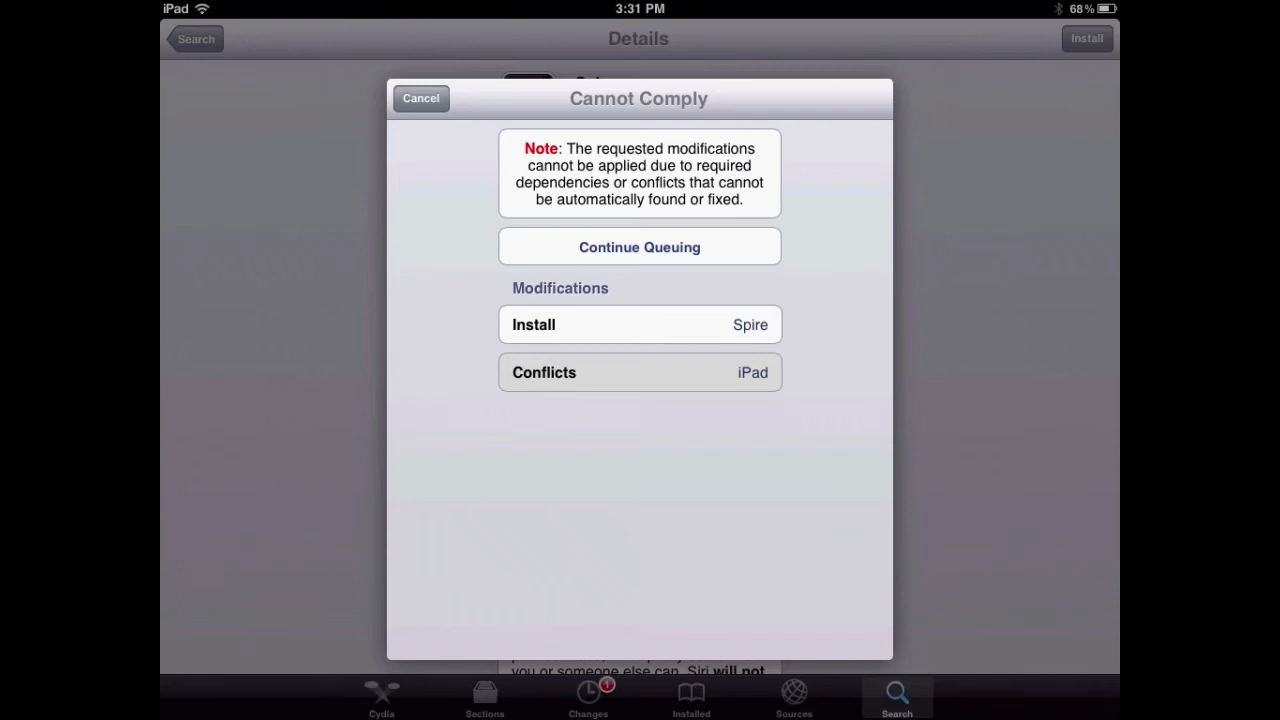 iPad 3:31 PM 68%
Search Details Install
Cancel Cannot Comply
Note: The requested modifications
cannot be applied due to required
dependencies or conflicts that cannot
be automatically found or fixed.
Continue Queuing
Modifications
Install Spire
Conflicts iPad
you or someone else can. Siri will not
1
Cydia Sections Changes Installed Sources Search